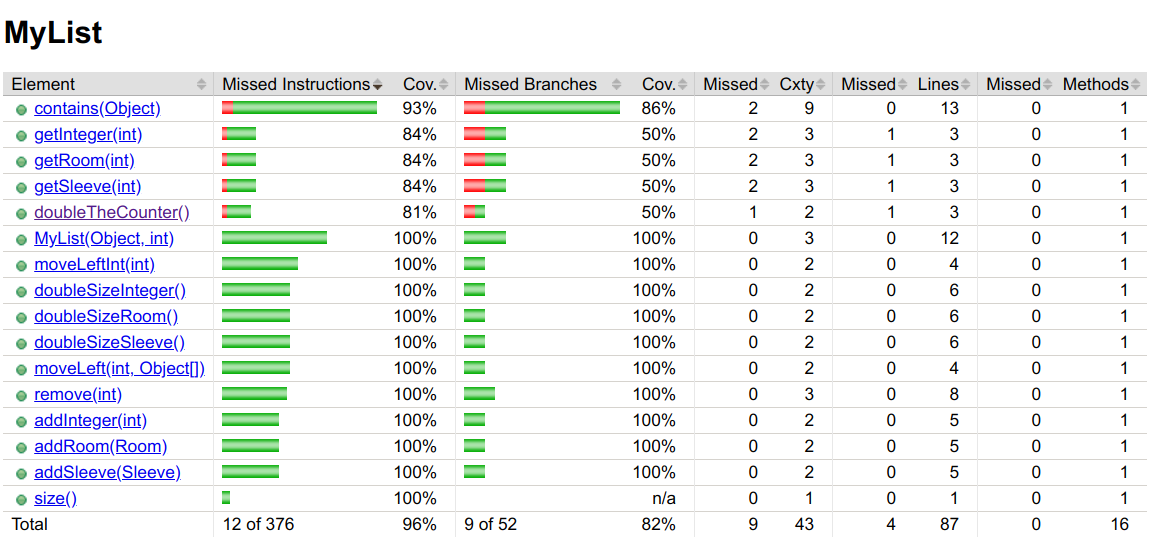 MyList
Element Missed Instructions Cov. Missed Branches Cov. Missed Cxty Missed Lines Missed Methods
contains(Object) 93% 86% 2 9 0 13 0 1
getInteger(int) 84% 50% 2 3 1 3 0 1
getRoom(int) 84% 50% 2 3 1 3 0 1
getSleeve(int) 84% 50% 2 3 1 3 0 1
doubleTheCounter() 81% 50% 1 2 1 3 0 1
MyList(Object, int) 100% 100% 0 3 0 12 0 1
moveLeftInt(int) 100% 100% 0 2 0 4 0 1
doubleSizeInteger() 100% 100% 0 2 0 6 0 1
doubleSizeRoom() 100% 100% 0 2 0 6 0 1
doubleSizeSleeve() 100% 100% 0 2 0 6 0 1
moveLeft(int, Object[]) 100% 100% 0 2 0 4 0 1
remove(int) 100% 100% 0 3 0 8 0 1
addInteger(int) 100% 100% 0 2 0 5 0 1
addRoom(Room) 100% 100% 0 2 0 5 0 1
addSleeve(Sleeve) 100% 100% 0 2 0 5 0 1
size() 100% n/a 0 1 0 1 0 1
Total 12 of 376 96% 9 of 52 82% 9 43 4 87 0 16